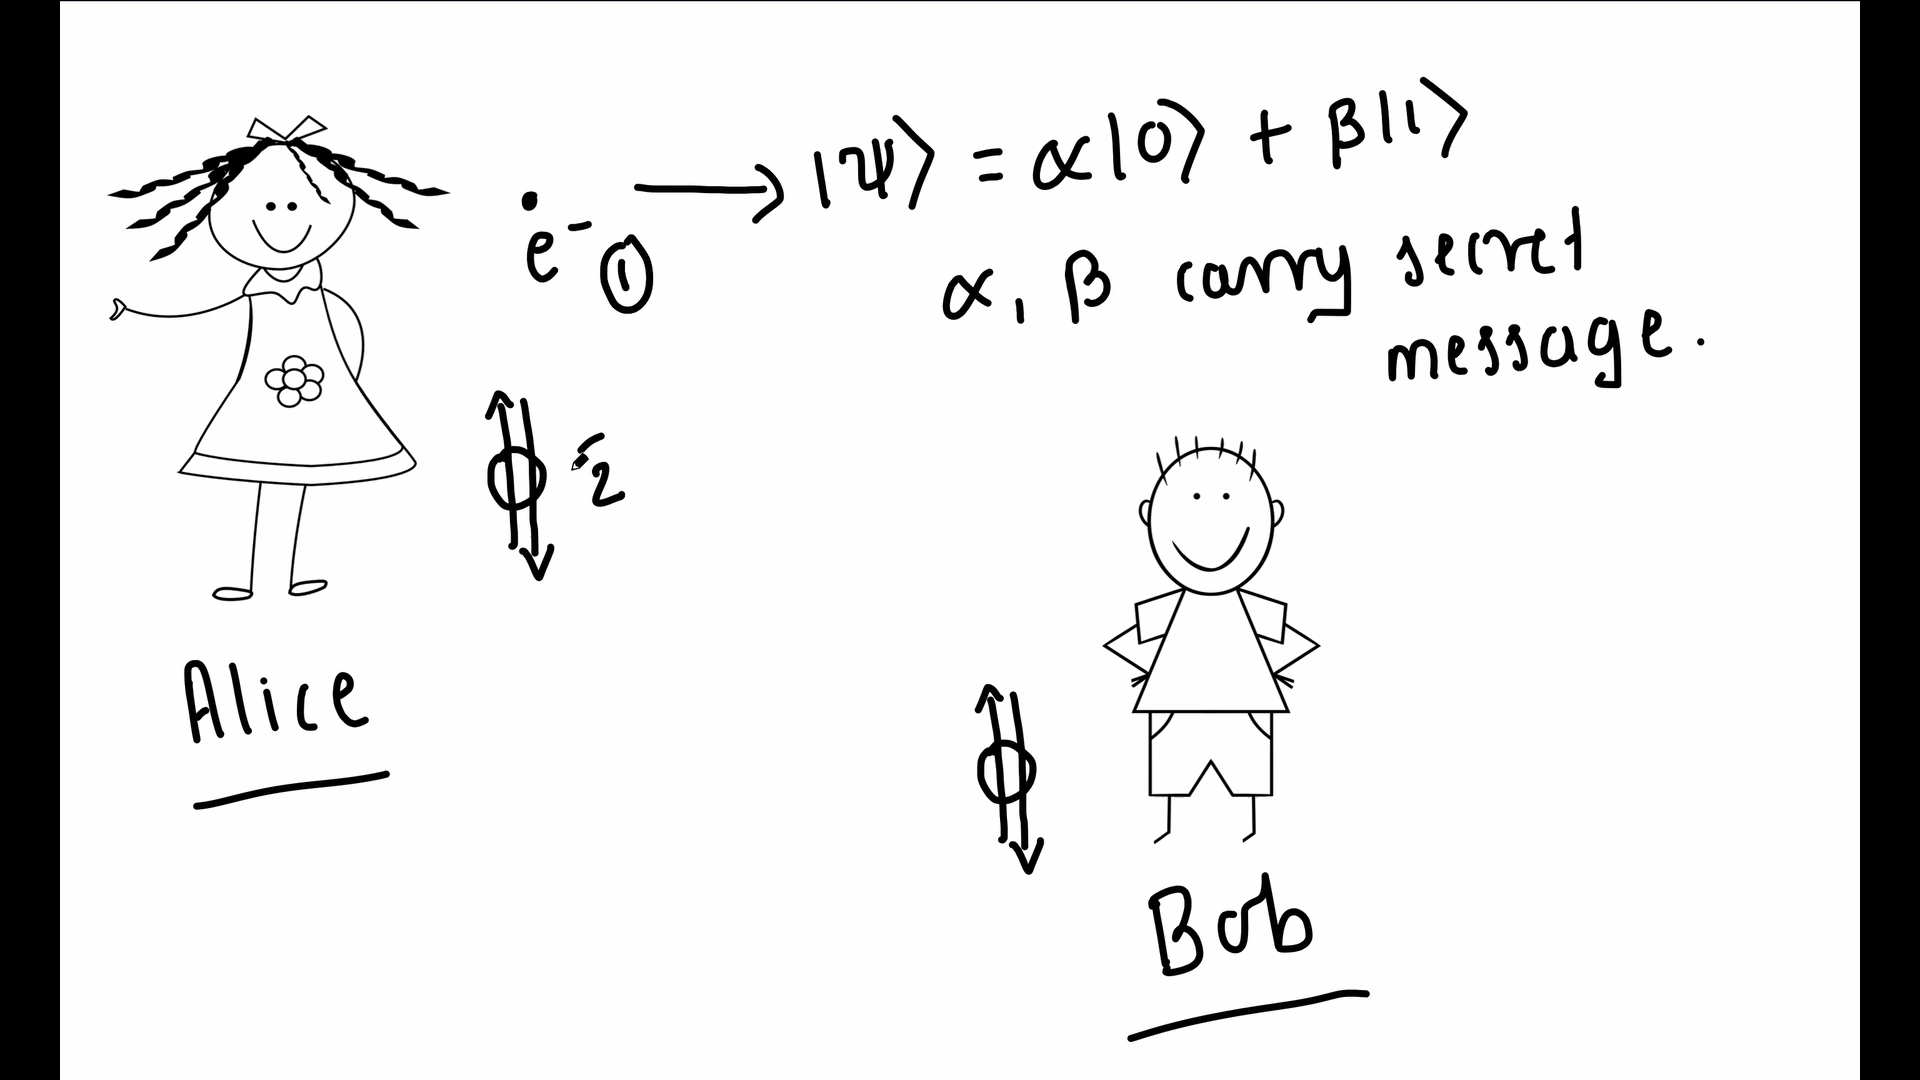 e⁻ ① → |ψ⟩ = α|0⟩ + β|1⟩
α, β carry secret
message.
2
Alice
Bob